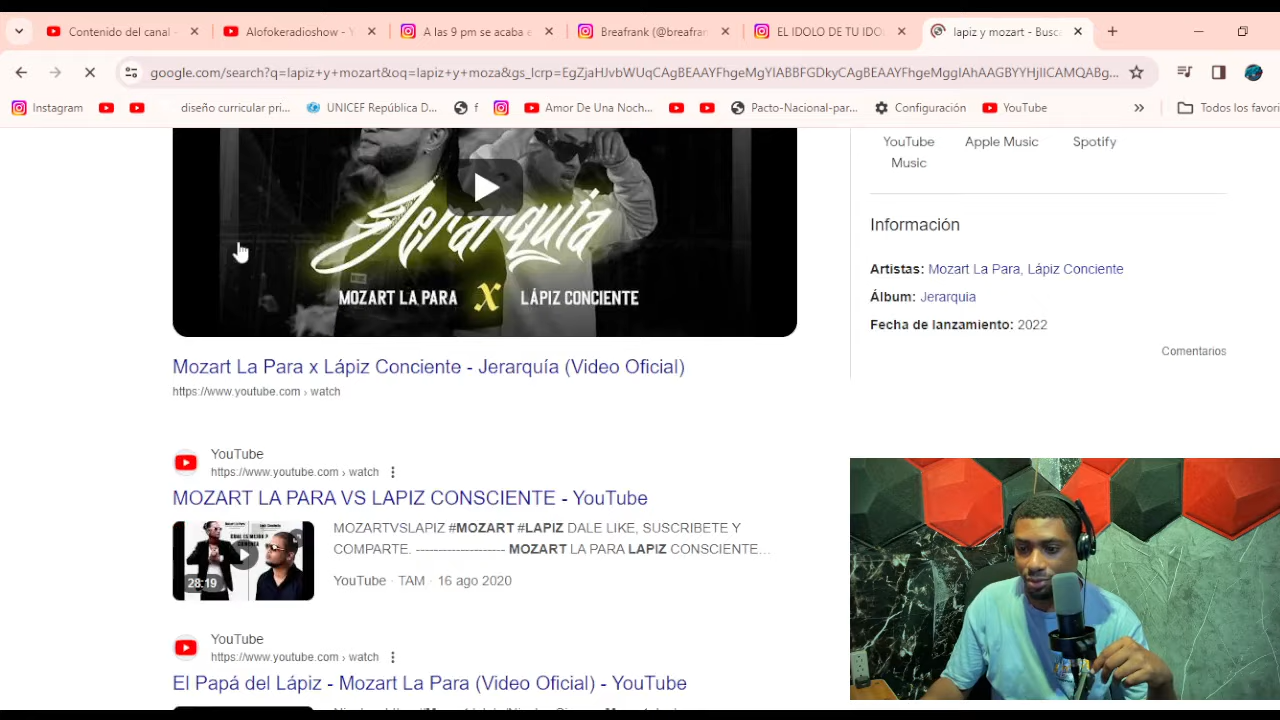 Contenido del canal -
Alofokeradioshow - Y
A las 9 pm se acaba e
Breafrank (@breafran
EL IDOLO DE TU IDO
lapiz y mozart - Busc
google.com/search?q=lapiz+y+mozart&oq=lapiz+y+moza&gs_lcrp=EgZjaHJvbWUqCAgBEAAYFhgeMgYIABBFGDkyCAgBEAAYFhgeMggIAhAAGBYYHjIICAMQABg...
Instagram
diseño curricular pri...
UNICEF República D...
f
Amor De Una Noch...
Pacto-Nacional-par...
Configuración
YouTube
»
Todos los favori
YouTube Music
Apple Music
Spotify
Jerarquia
MOZART LA PARA X LÁPIZ CONCIENTE
Información
Artistas: Mozart La Para, Lápiz Conciente
Álbum: Jerarquia
Fecha de lanzamiento: 2022
Comentarios
Mozart La Para x Lápiz Conciente - Jerarquía (Video Oficial)
https://www.youtube.com › watch
YouTube
https://www.youtube.com › watch
MOZART LA PARA VS LAPIZ CONSCIENTE - YouTube
28:19
MOZARTVSLAPIZ #MOZART #LAPIZ DALE LIKE, SUSCRIBETE Y
COMPARTE. -------------------- MOZART LA PARA LAPIZ CONSCIENTE…
YouTube · TAM · 16 ago 2020
YouTube
https://www.youtube.com › watch
El Papá del Lápiz - Mozart La Para (Video Oficial) - YouTube